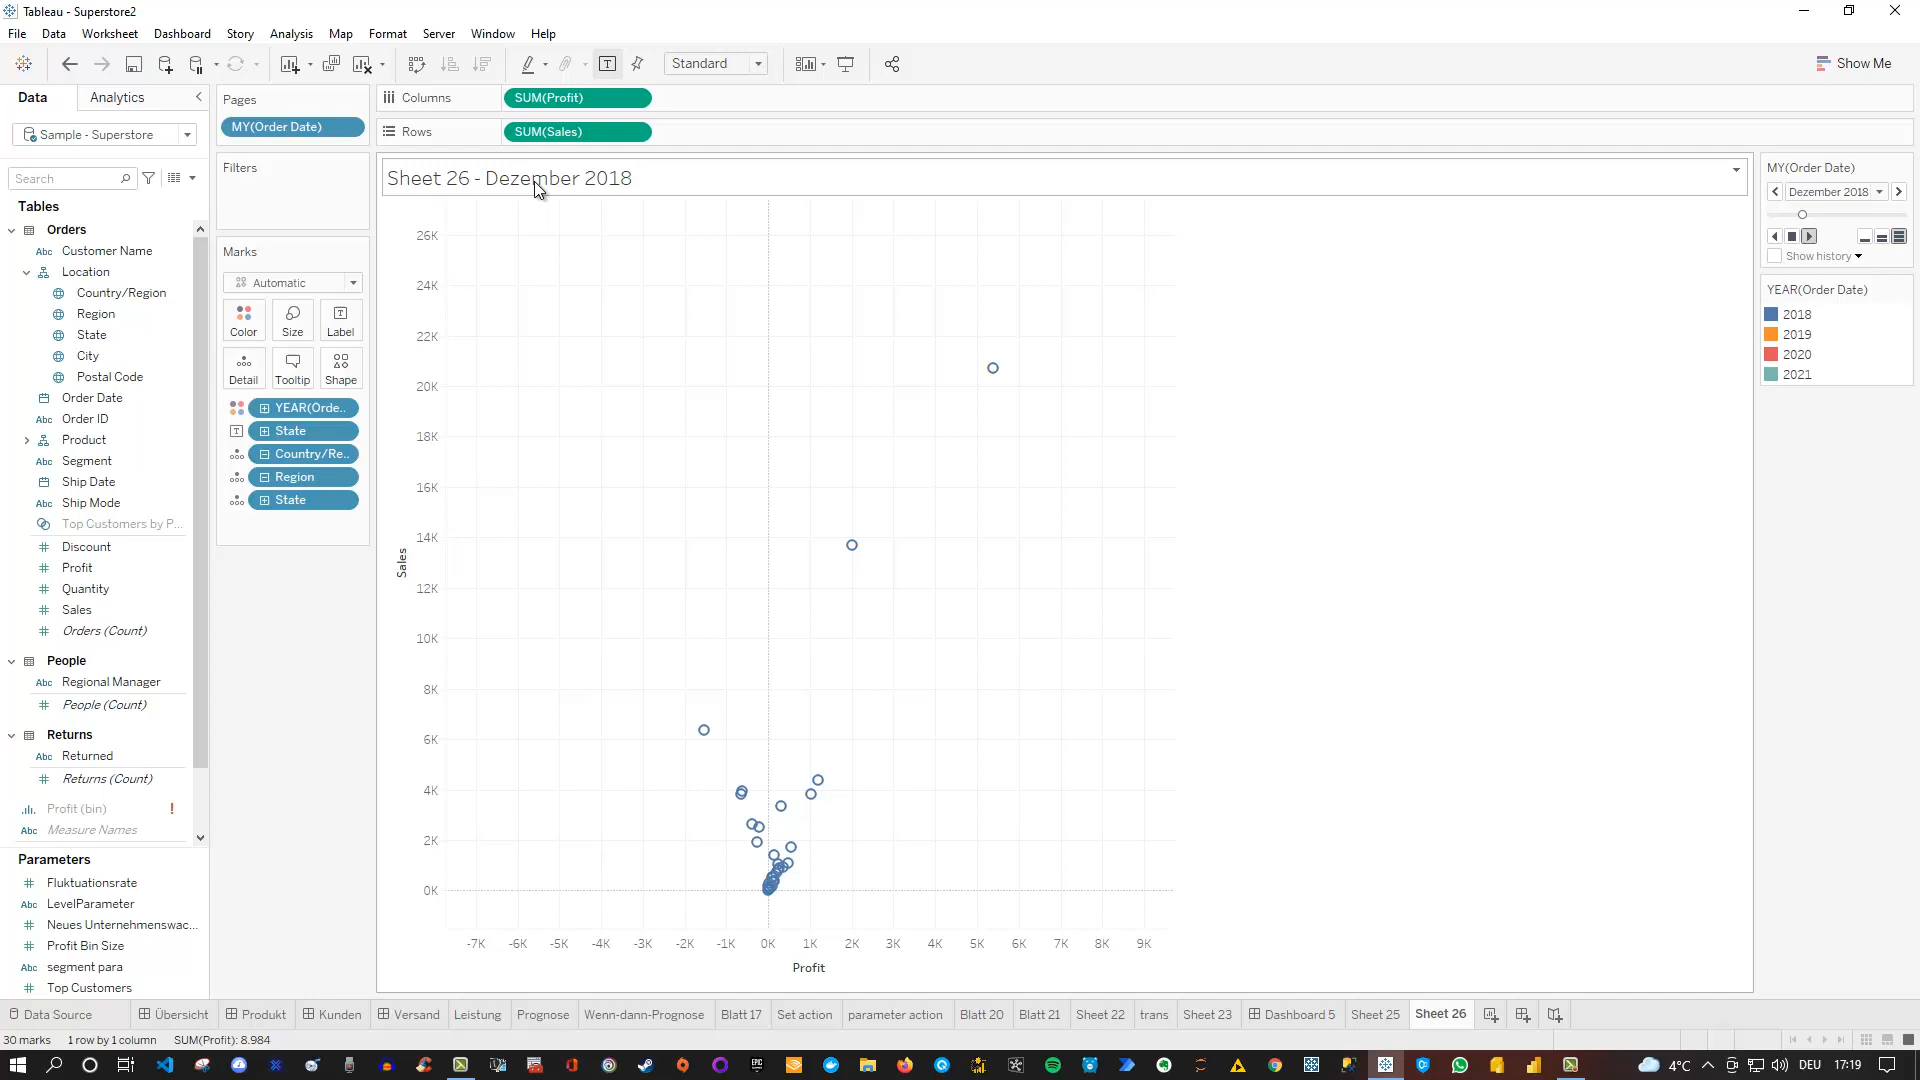 Tableau - Superstore2
File Data Worksheet Dashboard Story Analysis Map Format Server Window Help
Standard
Show Me
Data Analytics
Sample - Superstore
Search
Tables
Orders
Customer Name
Location
Country/Region
Region
State
City
Postal Code
Order Date
Order ID
Product
Segment
Ship Date
Ship Mode
Top Customers by P...
Discount
Profit
Quantity
Sales
Orders (Count)
People
Regional Manager
People (Count)
Returns
Returned
Returns (Count)
Profit (bin) !
Measure Names
Parameters
Fluktuationsrate
LevelParameter
Neues Unternehmenswac...
Profit Bin Size
segment para
Top Customers
Pages
MY(Order Date)
Filters
Marks
Automatic
Color Size Label
Detail Tooltip Shape
YEAR(Orde..
State
Country/Re..
Region
State
Columns SUM(Profit)
Rows SUM(Sales)
Sheet 26 - Dezember 2018
26K
24K
22K
20K
18K
16K
14K
12K
10K
8K
6K
4K
2K
0K
Sales
-7K -6K -5K -4K -3K -2K -1K 0K 1K 2K 3K 4K 5K 6K 7K 8K 9K
Profit
MY(Order Date)
Dezember 2018
Show history
YEAR(Order Date)
2018
2019
2020
2021
Data Source Übersicht Produkt Kunden Versand Leistung Prognose Wenn-dann-Prognose Blatt 17 Set action parameter action Blatt 20 Blatt 21 Sheet 22 trans Sheet 23 Dashboard 5 Sheet 25 Sheet 26
30 marks 1 row by 1 column SUM(Profit): 8.984
4°C DEU 17:19